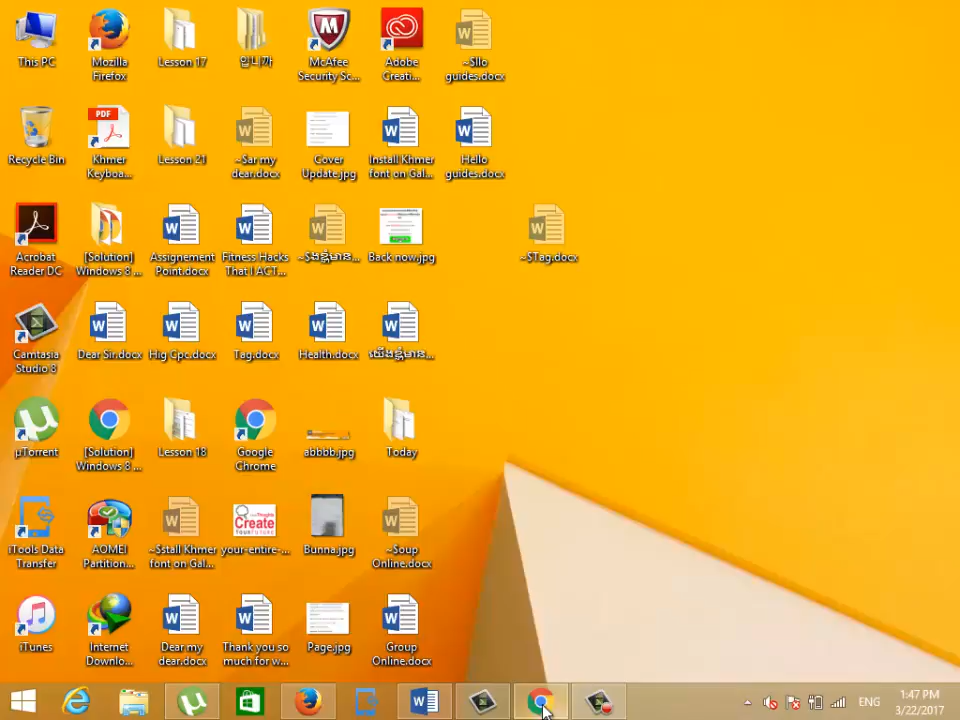 This PC
Mozilla
Firefox
Lesson 17
McAfee
Security Sc...
Adobe
Creati...
~$llo
guides.docx
Recycle Bin
PDF
Khmer
Keyboa...
Lesson 21
~$ar my
dear.docx
Cover
Update.jpg
Install Khmer
font on Gal...
Hello
guides.docx
Acrobat
Reader DC
[Solution]
Windows 8 ...
Assignement
Point.docx
Fitness Hacks
That I ACT...
Back now.jpg
~$Tag.docx
Camtasia
Studio 8
Dear Sir.docx
Hig Cpc.docx
Tag.docx
Health.docx
µTorrent
[Solution]
Windows 8 ...
Lesson 18
Google
Chrome
abbbb.jpg
Today
iTools Data
Transfer
AOMEI
Partition...
~$stall Khmer
font on Gal...
Create
your-entire-...
Bunna.jpg
~$oup
Online.docx
iTunes
Internet
Downlo...
Dear my
dear.docx
Thank you so
much for w...
Page.jpg
Group
Online.docx
ENG
1:47 PM
3/22/2017